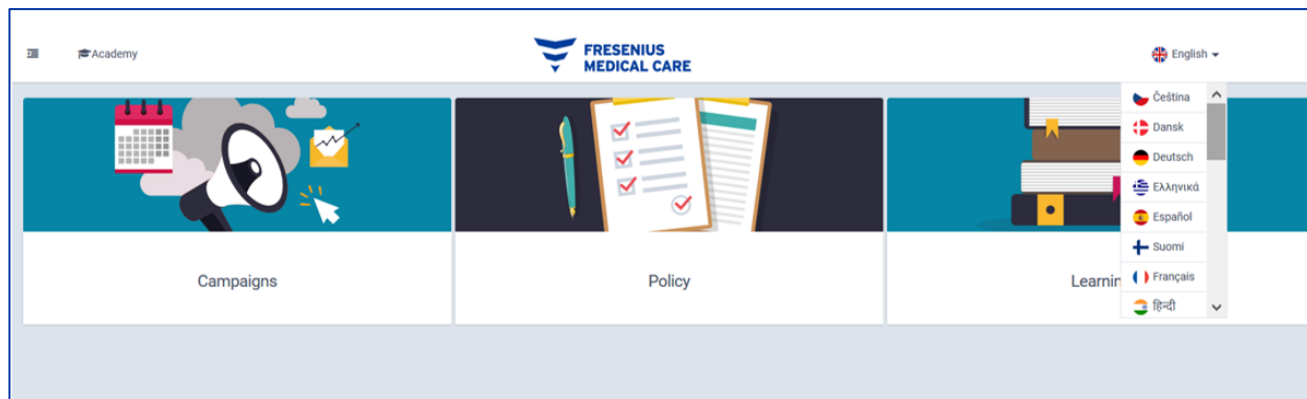 Academy
FRESENIUS
MEDICAL CARE
English
Čeština
Dansk
Deutsch
Ελληνικά
Español
Suomi
Français
हिन्दी
Campaigns
Policy
Learnin